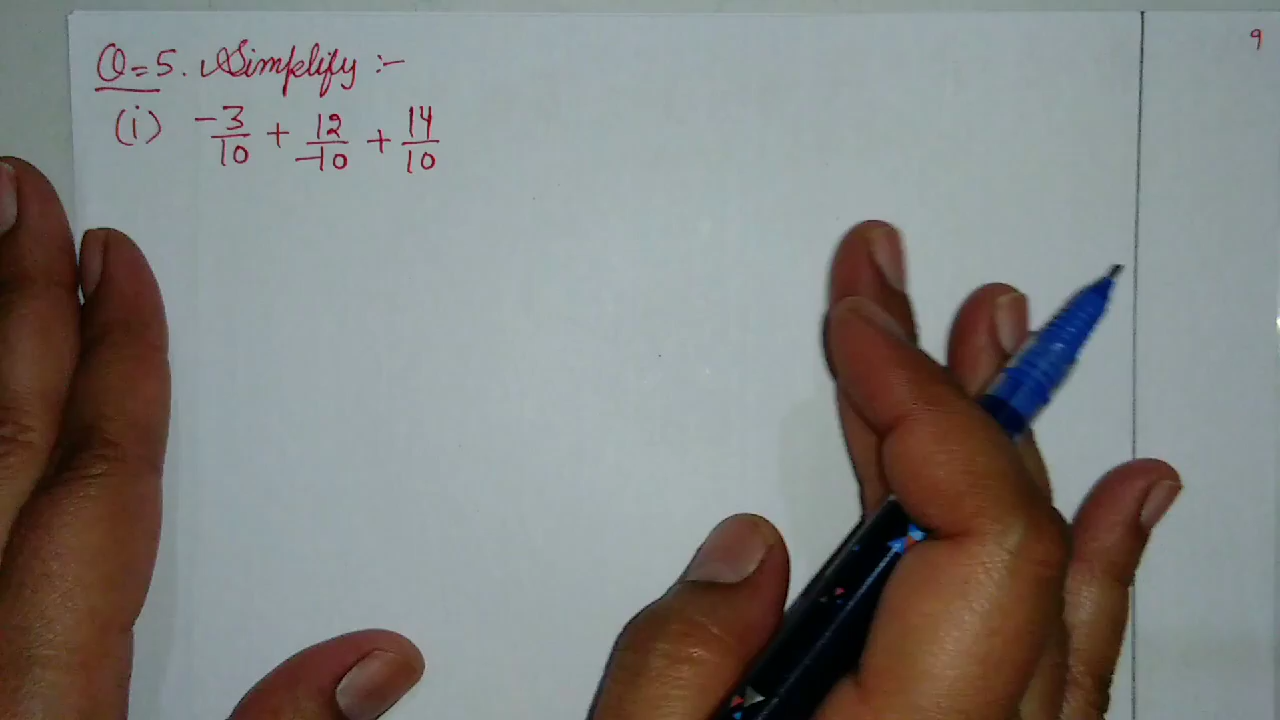 9
Q=5. Simplify :-
(i) -3/10 + 12/-10 + 14/10